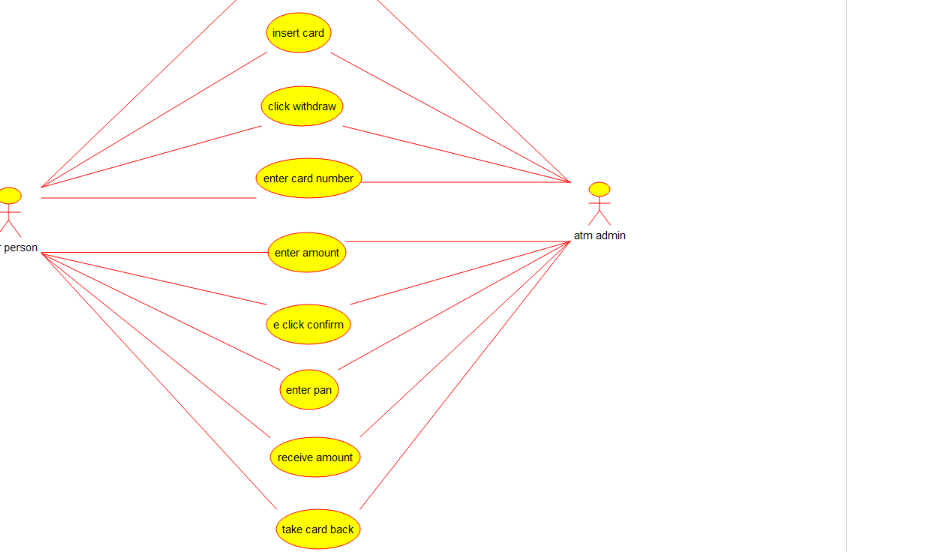 insert card
click withdraw
enter card number
person
atm admin
enter amount
e click confirm
enter pan
receive amount
take card back